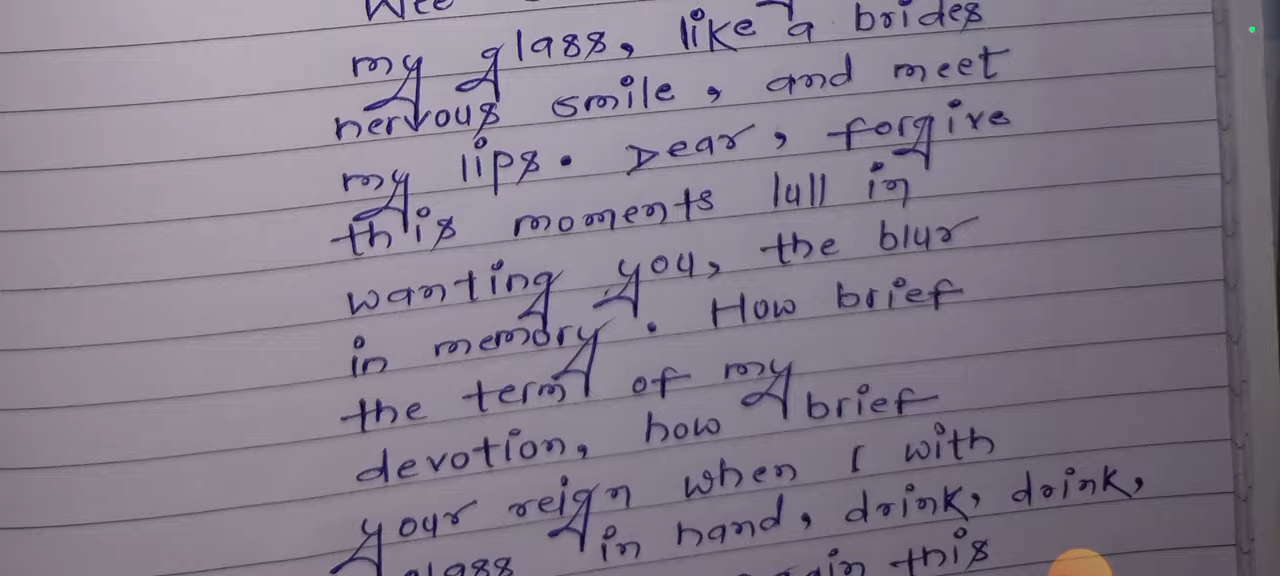 my glass, like a brides
nervous smile, and meet
my lips. Dear, forgive
this moments lull in
wanting you, the blur
in memory. How brief
the term of my
devotion, how brief
your reign when I with
glass in hand, drink, drink,
this